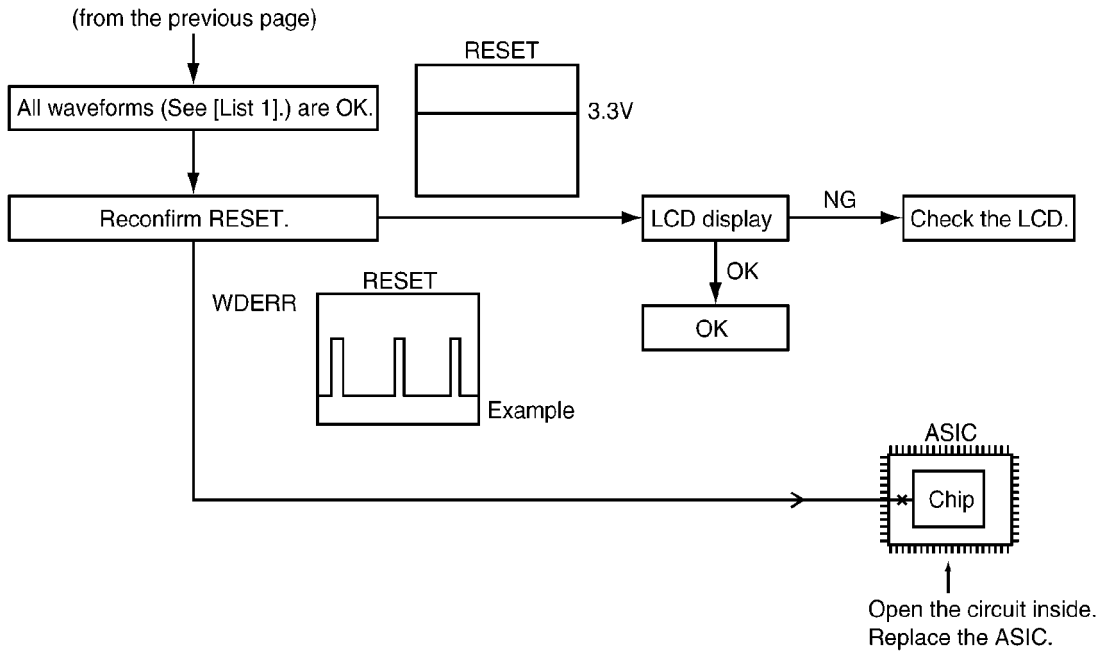 (from the previous page)
RESET
3.3V
All waveforms (See [List 1].) are OK.
Reconfirm RESET.
LCD display
NG
Check the LCD.
OK
OK
WDERR
RESET
Example
ASIC
Chip
Open the circuit inside.
Replace the ASIC.